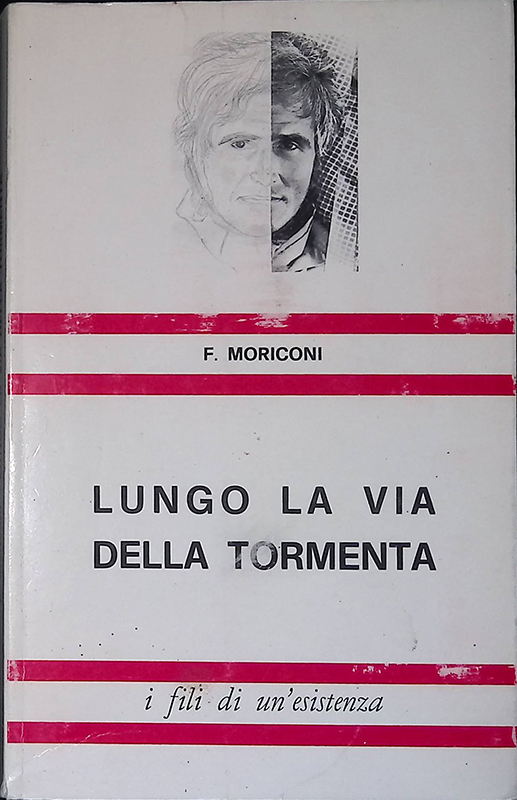 F. MORICONI
LUNGO LA VIA
DELLA TORMENTA
i fili di un'esistenza